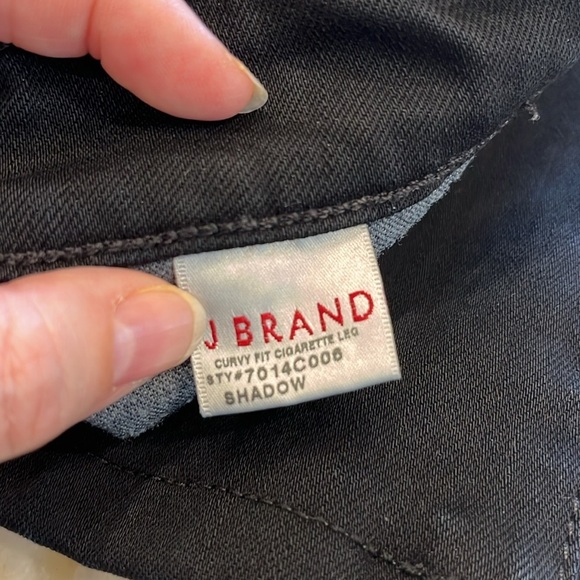 J BRAND
CURVY FIT CIGARETTE LEG
STY#7014C006
SHADOW